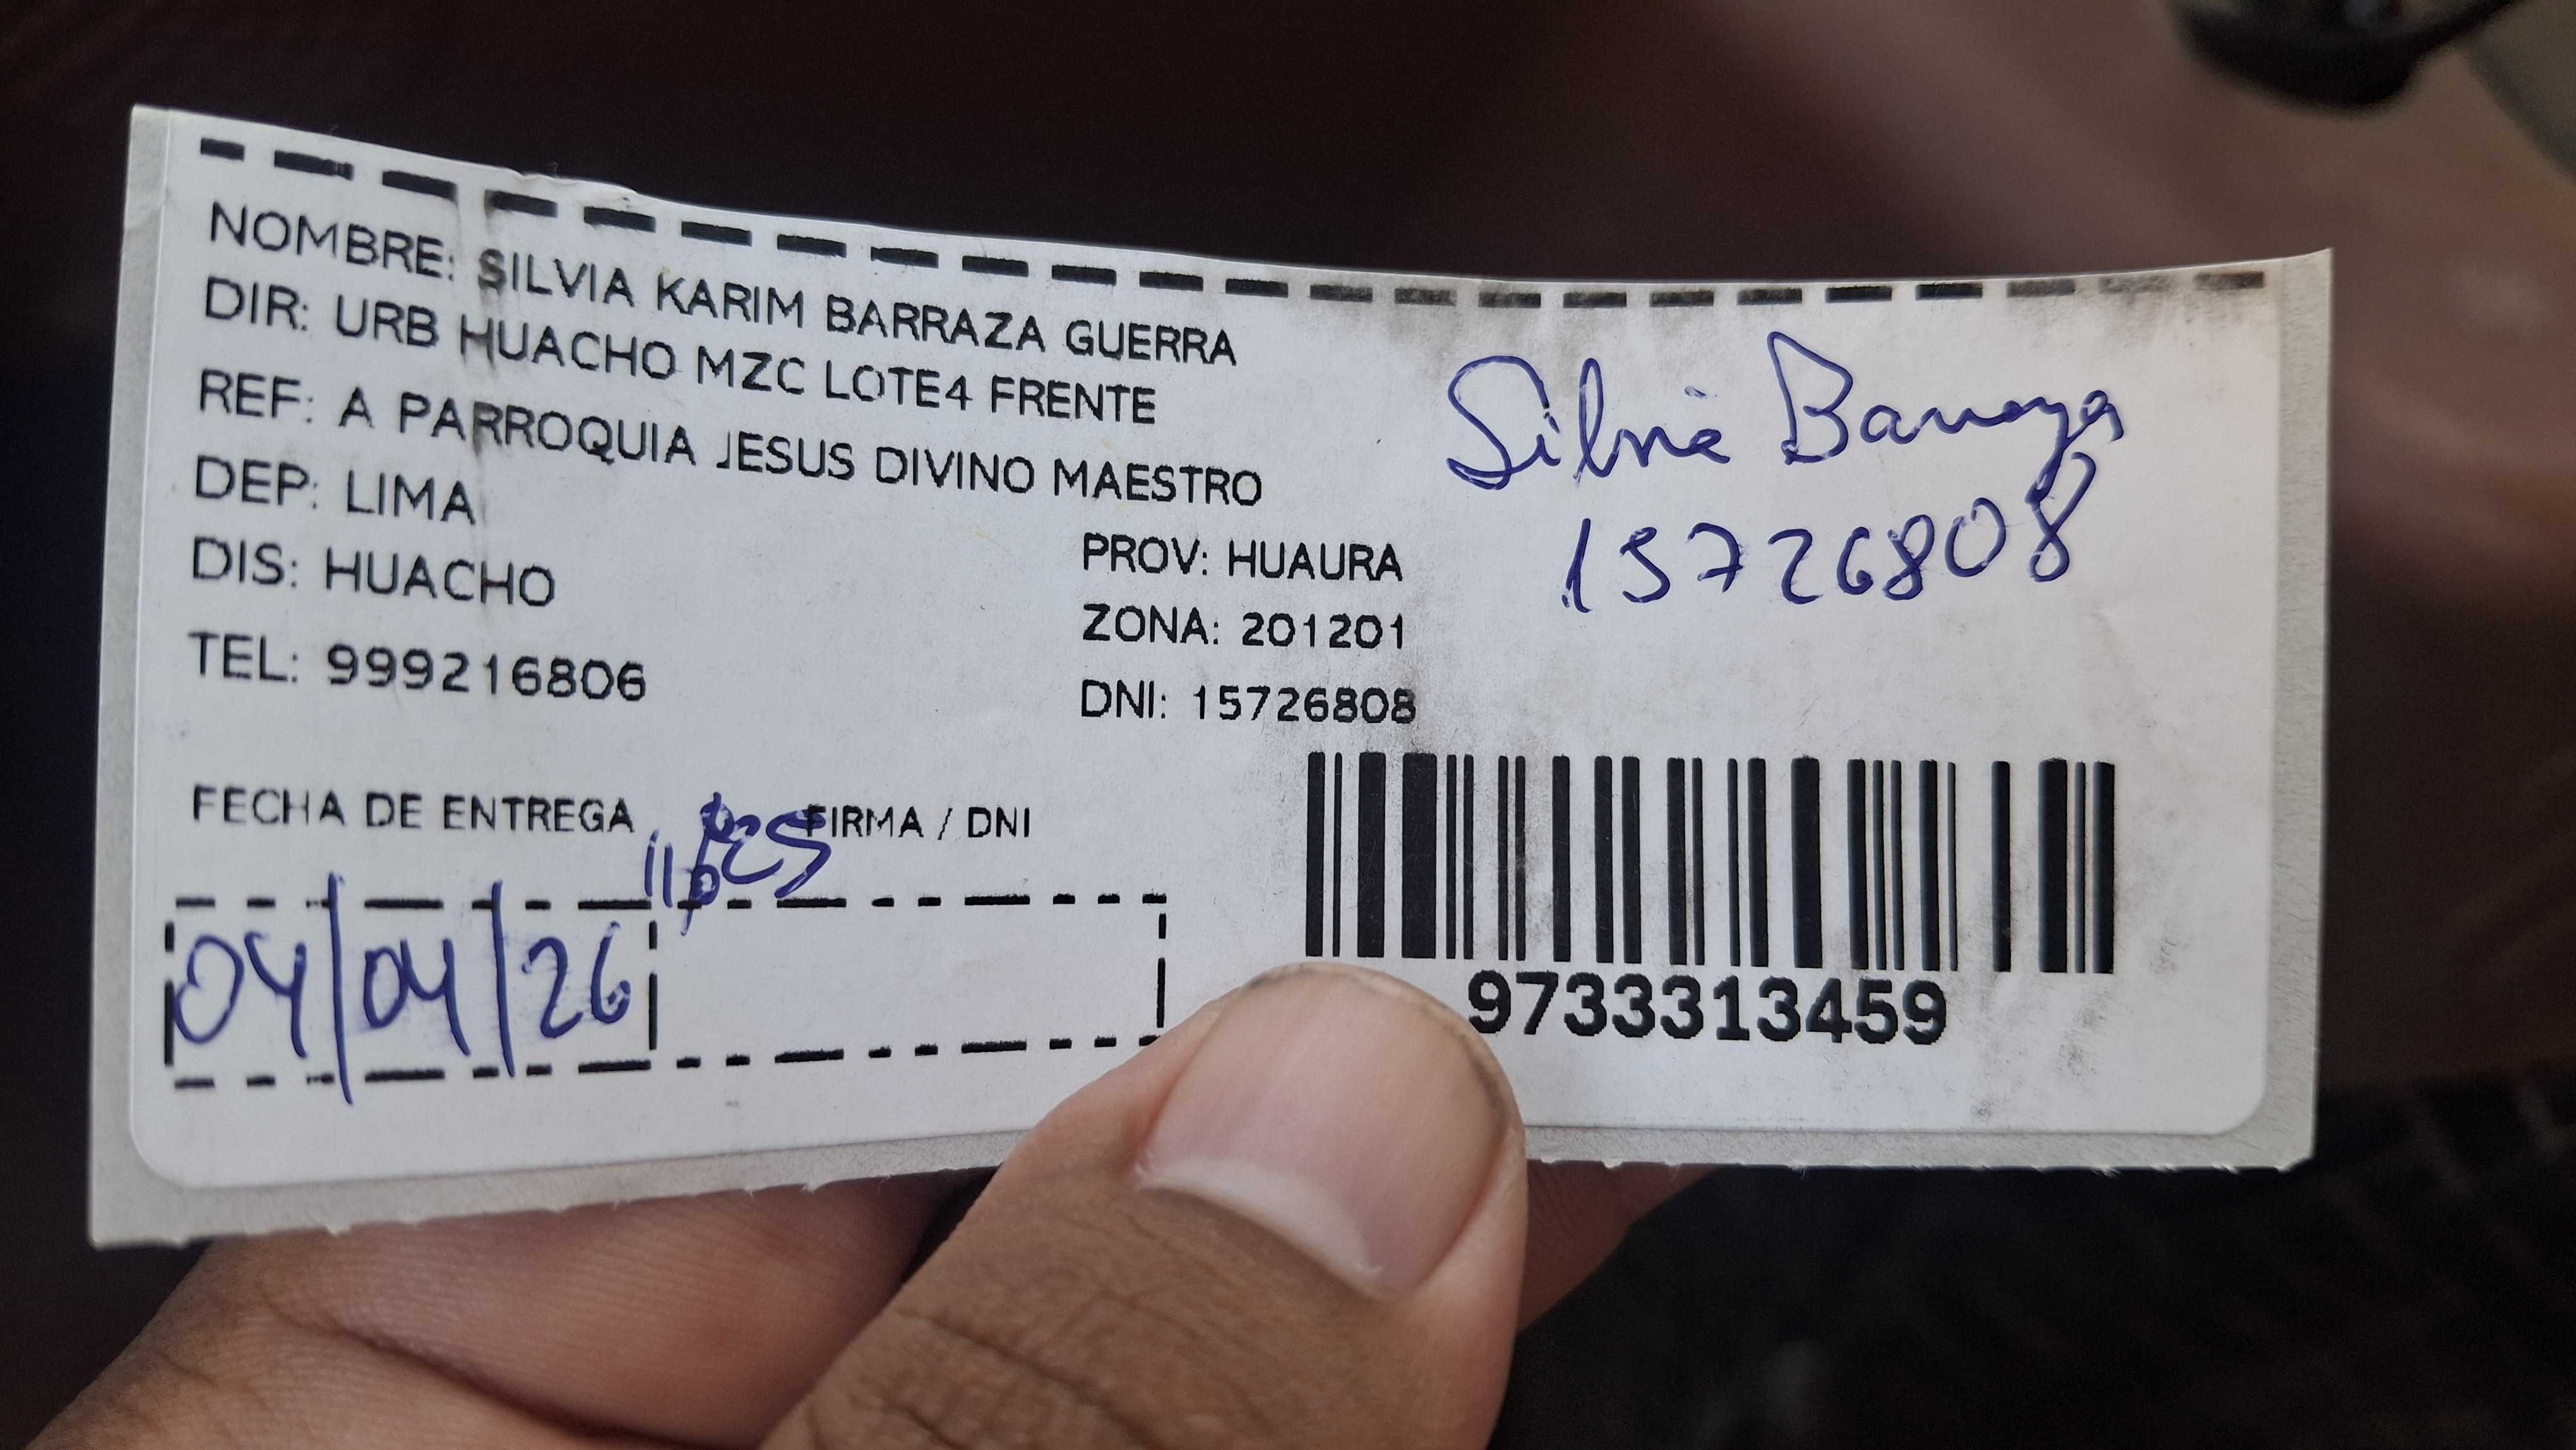 NOMBRE: SILVIA KARIM BARRAZA GUERRA
DIR: URB HUACHO MZC LOTE4 FRENTE
REF: A PARROQUIA JESUS DIVINO MAESTRO
DEP: LIMA
PROV: HUAURA
DIS: HUACHO
ZONA: 201201
TEL: 999216806
DNI: 15726808
Silvia Barraza
15726808
FECHA DE ENTREGA
FIRMA / DNI
04/04/26
9733313459